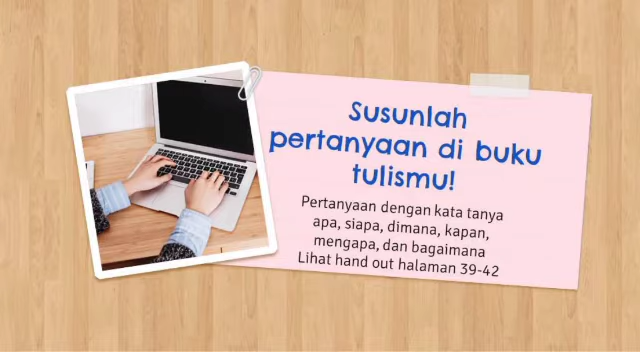 Susunlah
pertanyaan di buku
tulismu!
Pertanyaan dengan kata tanya
apa, siapa, dimana, kapan,
mengapa, dan bagaimana
Lihat hand out halaman 39-42